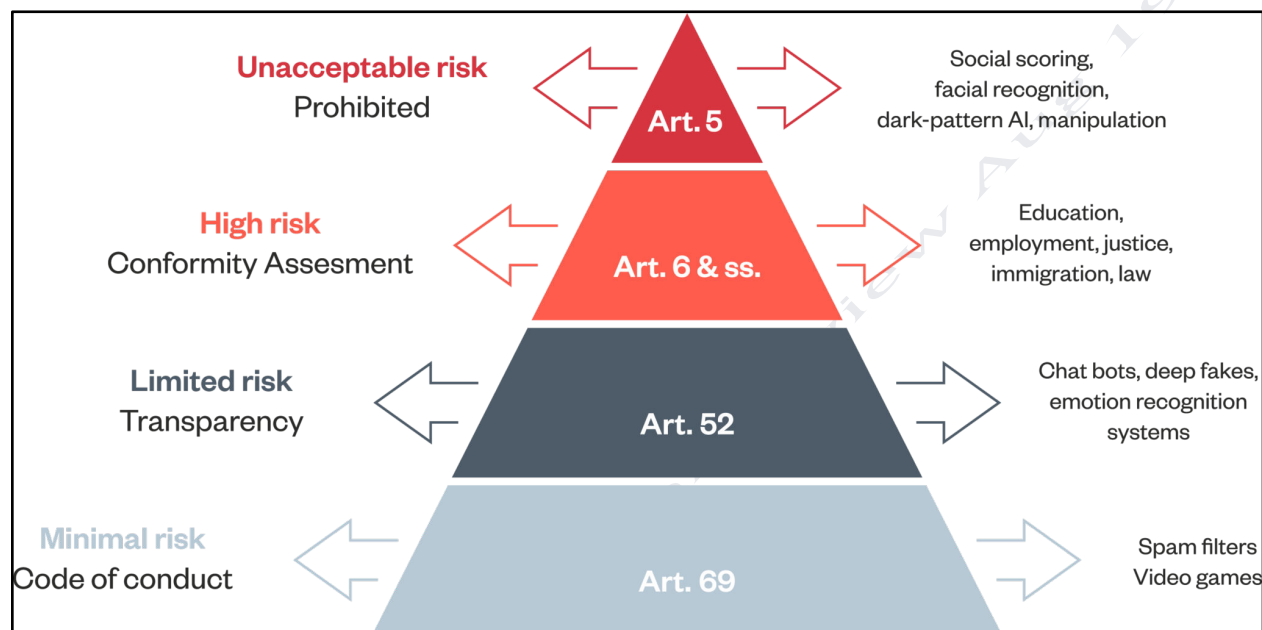 Unacceptable risk
Prohibited
Art. 5
Social scoring,
facial recognition,
dark-pattern AI, manipulation
High risk
Conformity Assesment
Art. 6 & ss.
Education,
employment, justice,
immigration, law
Limited risk
Transparency
Art. 52
Chat bots, deep fakes,
emotion recognition
systems
Minimal risk
Code of conduct
Art. 69
Spam filters
Video games